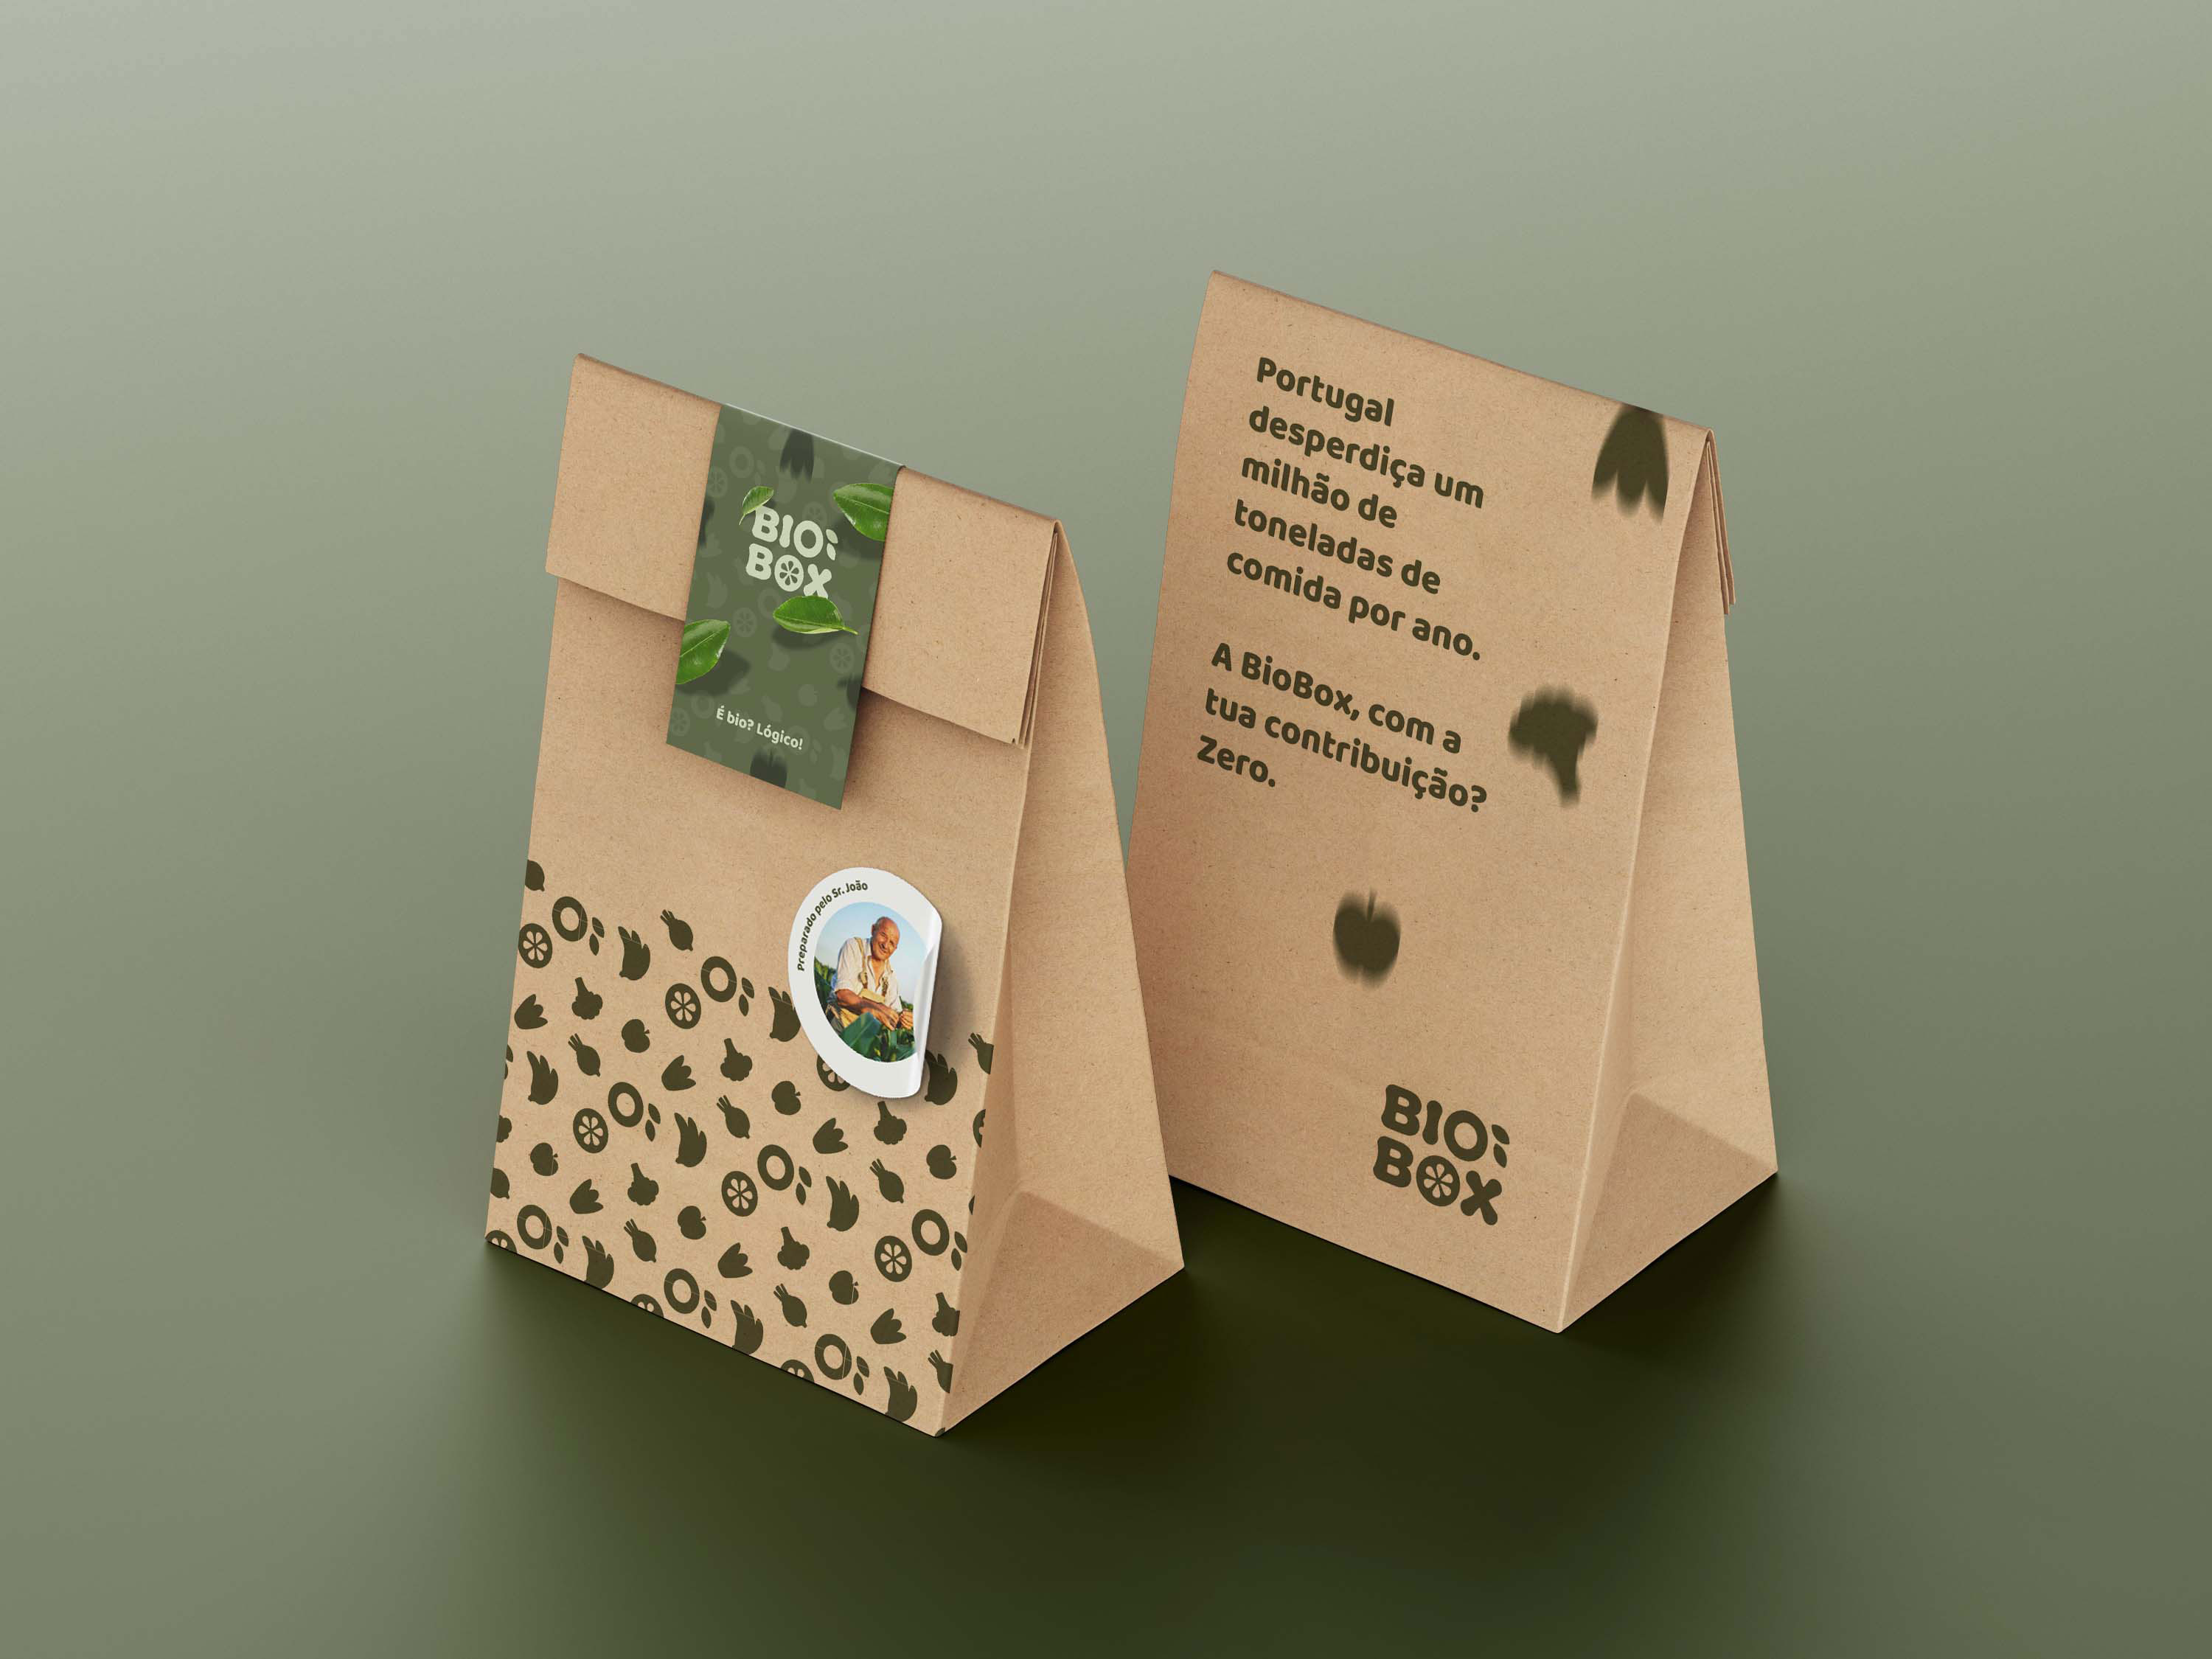 BIO:
BOX
É bio? Lógico!
Preparado pelo Sr. João
Portugal
desperdiça um
milhão de
toneladas de
comida por ano.
A BioBox, com a
tua contribuição?
Zero.
BIO:
BOX